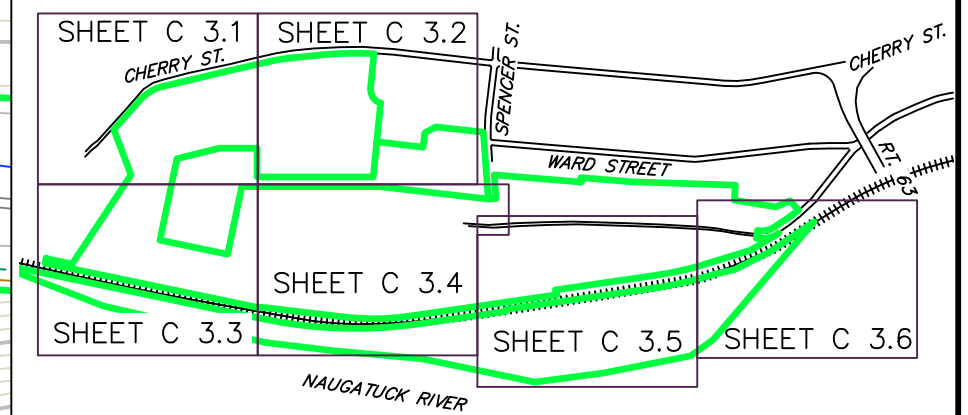 SHEET C 3.1
SHEET C 3.2
CHERRY ST.
SPENCER ST.
CHERRY ST.
WARD STREET
RT. 63
SHEET C 3.4
SHEET C 3.3
SHEET C 3.5
SHEET C 3.6
NAUGATUCK RIVER